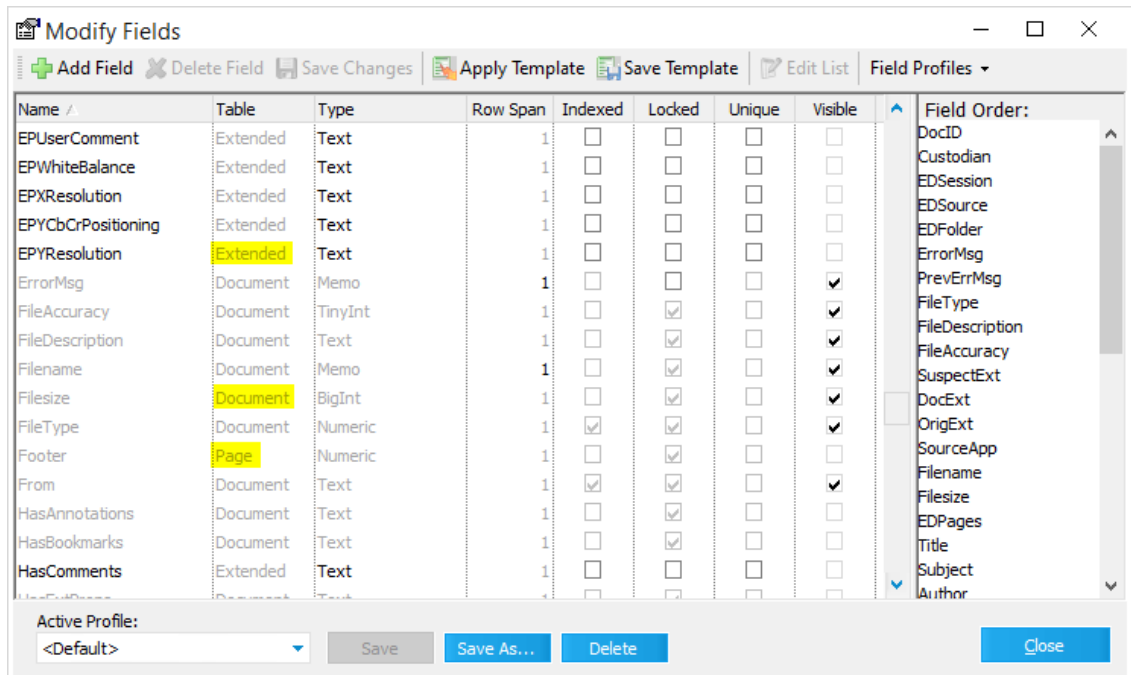 Modify Fields
Add Field Delete Field Save Changes Apply Template Save Template Edit List Field Profiles
Name Table Type Row Span Indexed Locked Unique Visible
EPUserComment Extended Text 1
EPWhiteBalance Extended Text 1
EPXResolution Extended Text 1
EPYCbCrPositioning Extended Text 1
EPYResolution Extended Text 1
ErrorMsg Document Memo 1
FileAccuracy Document TinyInt 1
FileDescription Document Text 1
Filename Document Memo 1
Filesize Document BigInt 1
FileType Document Numeric 1
Footer Page Numeric 1
From Document Text 1
HasAnnotations Document Text 1
HasBookmarks Document Text 1
HasComments Extended Text 1
HasExtProps Document Text 1
Field Order:
DocID
Custodian
EDSession
EDSource
EDFolder
ErrorMsg
PrevErrMsg
FileType
FileDescription
FileAccuracy
SuspectExt
DocExt
OrigExt
SourceApp
Filename
Filesize
EDPages
Title
Subject
Author
Active Profile:
<Default> Save Save As... Delete Close